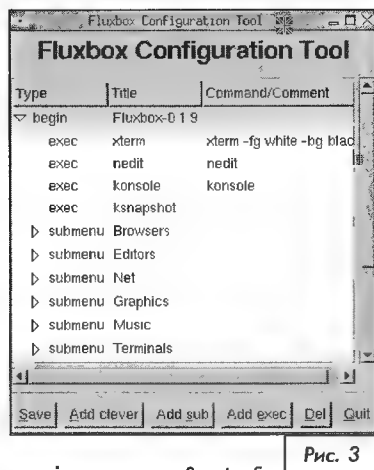 Fluxbox Configuration Tool
Fluxbox Configuration Tool
Type Title Command/Comment
begin Fluxbox-0 1 9
exec xterm xterm -fg white -bg blac
exec nedit nedit
exec konsole konsole
exec ksnapshot
submenu Browsers
submenu Editors
submenu Net
submenu Graphics
submenu Music
submenu Terminals
Save Add clever Add sub Add exec Del Quit
Рис. 3